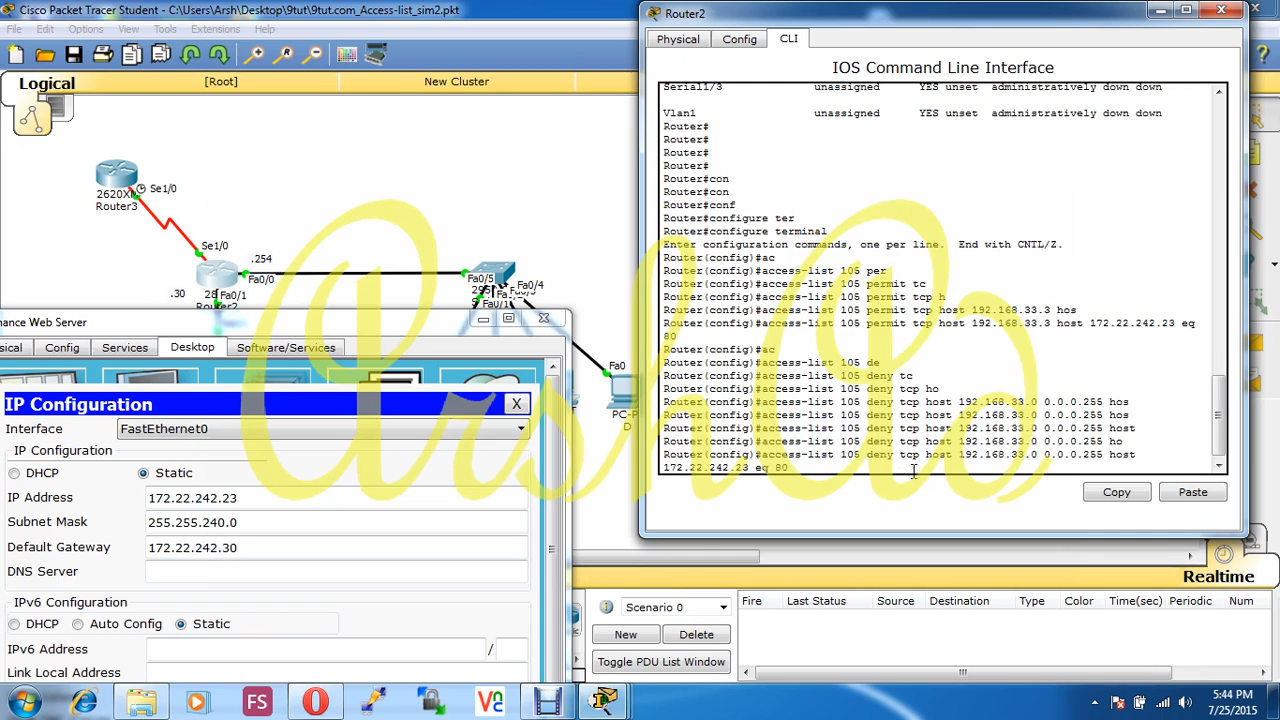 Cisco Packet Tracer Student - C:\Users\Arsh\Desktop\9tut\9tut.com_Access-list_sim2.pkt
File Edit Options View Tools Extensions Help
Logical
[Root]
New Cluster
Se1/0
2620XM
Router3
Se1/0
.254
Fa0/0
.30
Fa0/1
Router2
Fa0/5
Fa0/4
Fa0
PC-P
D
Router2
Physical
Config
CLI
IOS Command Line Interface
Serial1/3 unassigned YES unset administratively down down
Vlan1 unassigned YES unset administratively down down
Router#
Router#
Router#
Router#
Router#con
Router#con
Router#conf
Router#configure ter
Router#configure terminal
Enter configuration commands, one per line. End with CNTL/Z.
Router(config)#ac
Router(config)#access-list 105 per
Router(config)#access-list 105 permit tc
Router(config)#access-list 105 permit tcp h
Router(config)#access-list 105 permit tcp host 192.168.33.3 hos
Router(config)#access-list 105 permit tcp host 192.168.33.3 host 172.22.242.23 eq
80
Router(config)#ac
Router(config)#access-list 105 de
Router(config)#access-list 105 deny tc
Router(config)#access-list 105 deny tcp ho
Router(config)#access-list 105 deny tcp host 192.168.33.0 0.0.0.255 hos
Router(config)#access-list 105 deny tcp host 192.168.33.0 0.0.0.255 hos
Router(config)#access-list 105 deny tcp host 192.168.33.0 0.0.0.255 host
Router(config)#access-list 105 deny tcp host 192.168.33.0 0.0.0.255 ho
Router(config)#access-list 105 deny tcp host 192.168.33.0 0.0.0.255 host
172.22.242.23 eq 80
Copy
Paste
nance Web Server
sical
Config
Services
Desktop
Software/Services
IP Configuration
X
Interface
FastEthernet0
IP Configuration
DHCP
Static
IP Address
172.22.242.23
Subnet Mask
255.255.240.0
Default Gateway
172.22.242.30
DNS Server
IPv6 Configuration
DHCP
Auto Config
Static
IPv6 Address
/
Link Local Address
Realtime
Scenario 0
New
Delete
Toggle PDU List Window
Fire Last Status Source Destination Type Color Time(sec) Periodic Num
FS
5:44 PM
7/25/2015